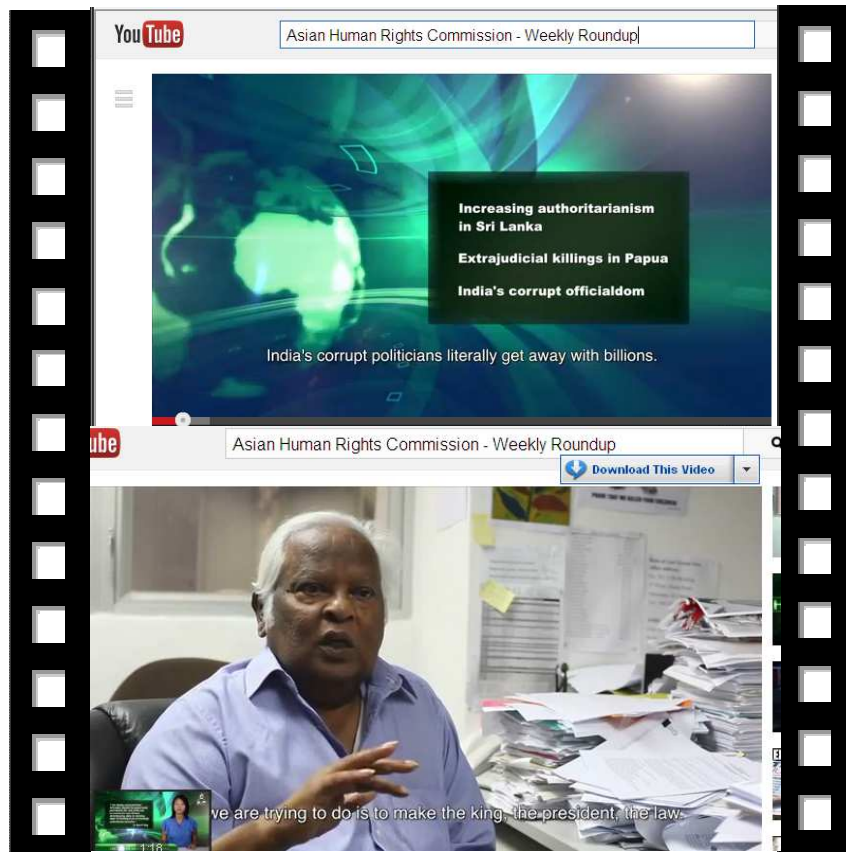 YouTube
Asian Human Rights Commission - Weekly Roundup
Increasing authoritarianism
in Sri Lanka
Extrajudicial killings in Papua
India's corrupt officialdom
India's corrupt politicians literally get away with billions.
ube
Asian Human Rights Commission - Weekly Roundup
Download This Video
we are trying to do is to make the king, the president, the law
1:18